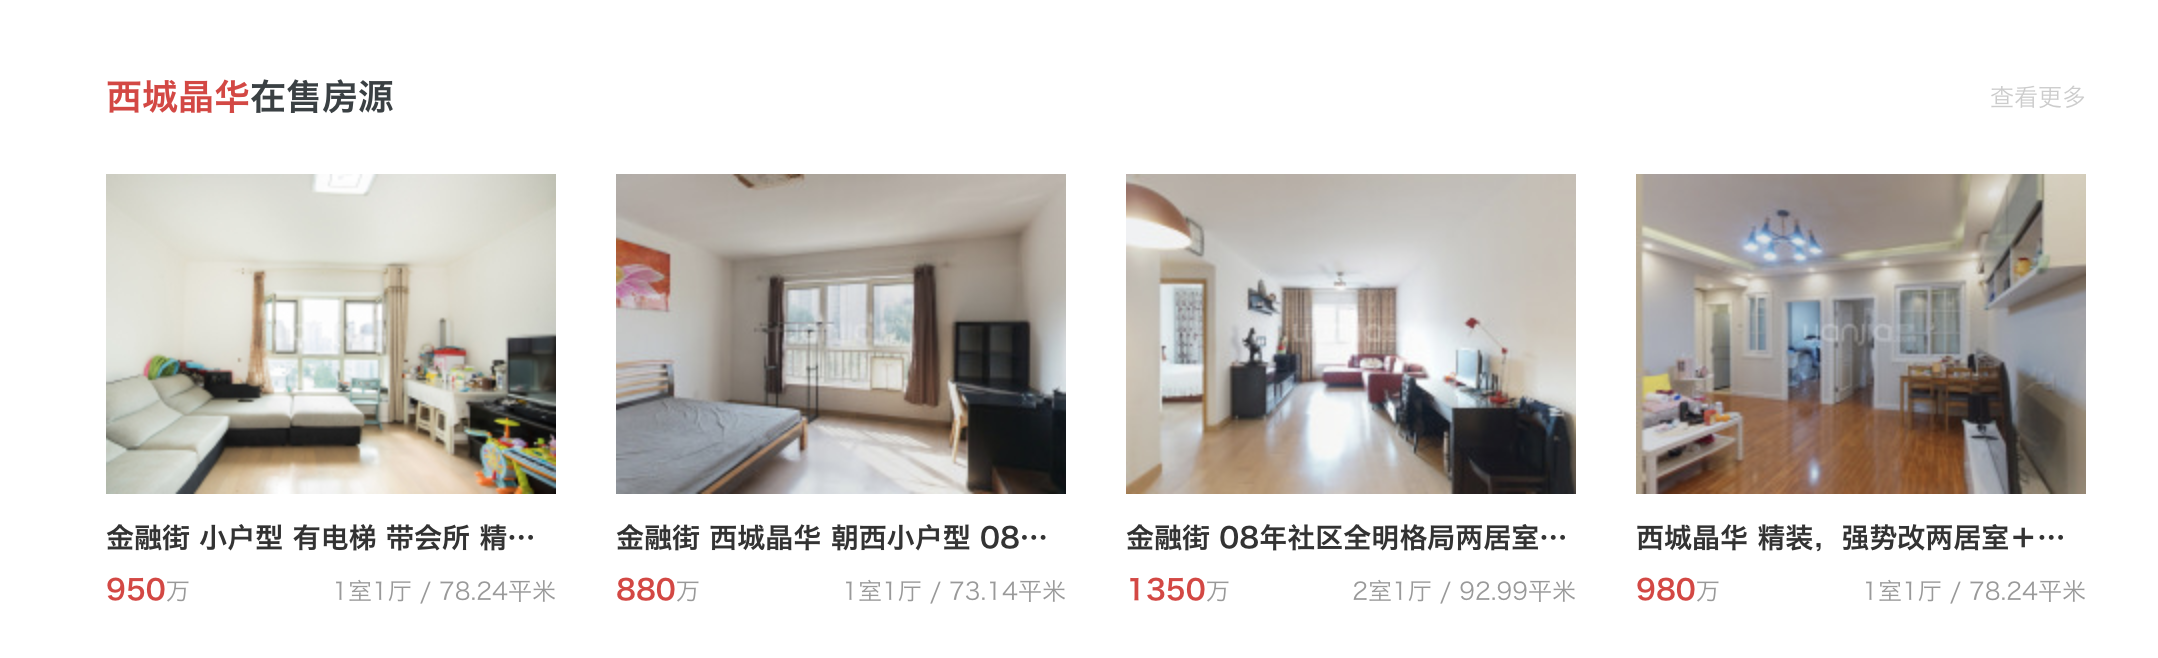 西城晶华在售房源
查看更多
金融街 小户型 有电梯 带会所 精…
950万
1室1厅 / 78.24平米
金融街 西城晶华 朝西小户型 08…
880万
1室1厅 / 73.14平米
金融街 08年社区全明格局两居室…
1350万
2室1厅 / 92.99平米
西城晶华 精装，强势改两居室＋…
980万
1室1厅 / 78.24平米